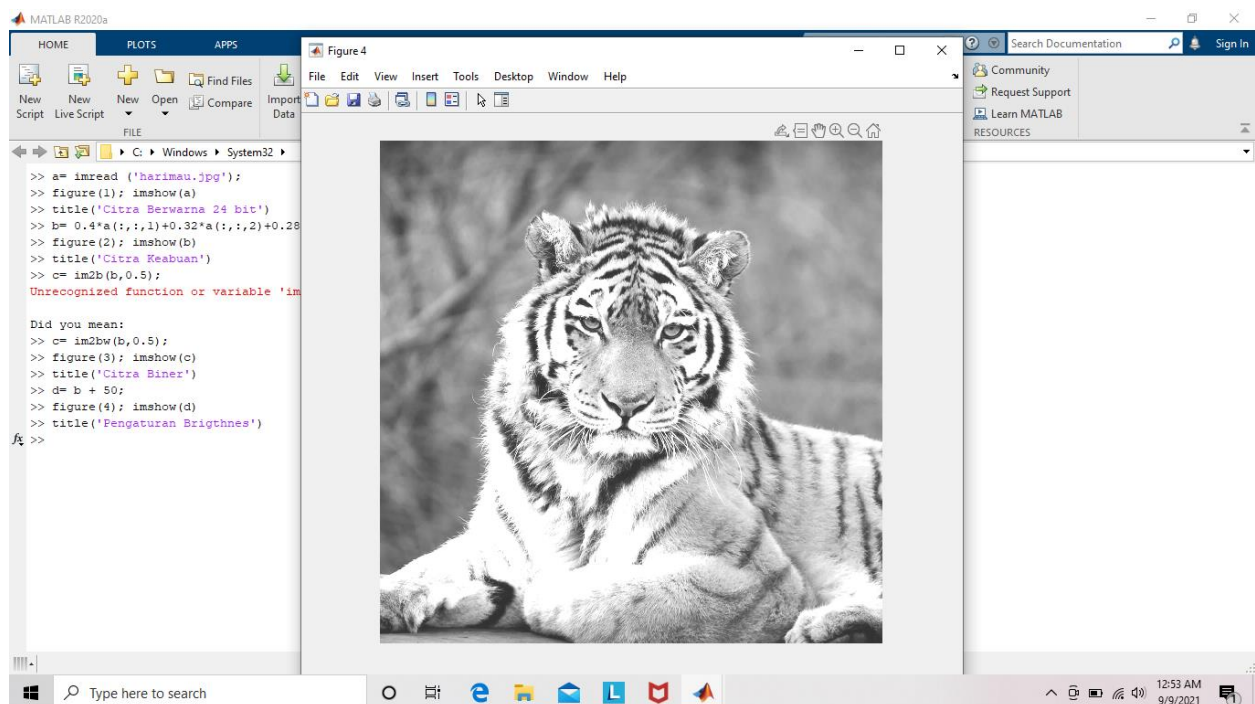 MATLAB R2020a
HOME PLOTS APPS
New Script
New Live Script
New
Open
Find Files
Compare
Import Data
FILE
Search Documentation
Sign In
Community
Request Support
Learn MATLAB
RESOURCES
C: Windows System32
>> a= imread ('harimau.jpg');
>> figure(1); imshow(a)
>> title('Citra Berwarna 24 bit')
>> b= 0.4*a(:,:,1)+0.32*a(:,:,2)+0.28
>> figure(2); imshow(b)
>> title('Citra Keabuan')
>> c= im2b(b,0.5);
Unrecognized function or variable 'im
Did you mean:
>> c= im2bw(b,0.5);
>> figure(3); imshow(c)
>> title('Citra Biner')
>> d= b + 50;
>> figure(4); imshow(d)
>> title('Pengaturan Brigthnes')
fx >>
Figure 4
File Edit View Insert Tools Desktop Window Help
Type here to search
12:53 AM
9/9/2021